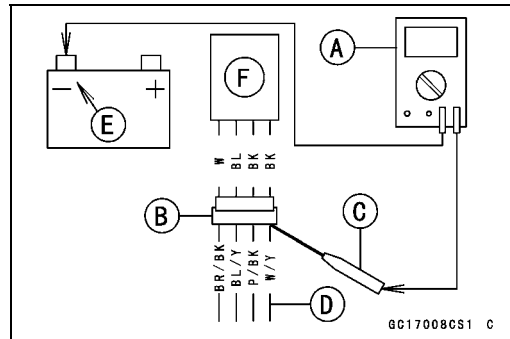 A
F
− +
E
W BL BK BK
B
C
BR/BK BL/Y P/BK W/Y
D
GC17008CS1 C